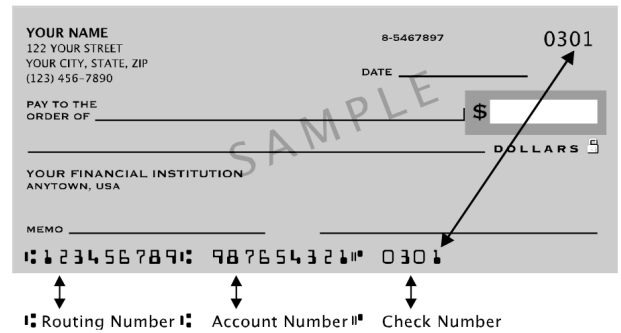 YOUR NAME
122 YOUR STREET
YOUR CITY, STATE, ZIP
(123) 456-7890
8-5467897
0301
DATE
PAY TO THE
ORDER OF
$
SAMPLE
DOLLARS
YOUR FINANCIAL INSTITUTION
ANYTOWN, USA
MEMO
⑆123456789⑆ 987654321⑈ 0301
⑆ Routing Number ⑆ Account Number ⑈ Check Number